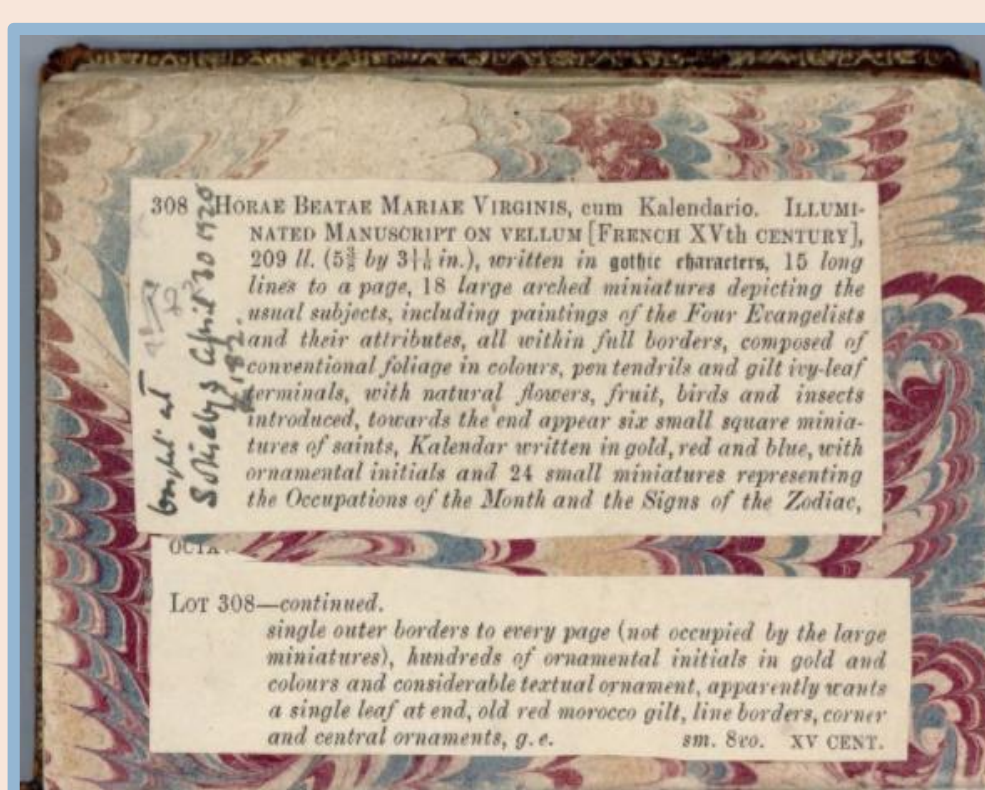 308 HORAE BEATAE MARIAE VIRGINIS, cum Kalendario. ILLUMI-
NATED MANUSCRIPT ON VELLUM [FRENCH XVth CENTURY],
209 ll. (5⅜ by 3 11/16 in.), written in gothic characters, 15 long
lines to a page, 18 large arched miniatures depicting the
usual subjects, including paintings of the Four Evangelists
and their attributes, all within full borders, composed of
conventional foliage in colours, pen tendrils and gilt ivy-leaf
terminals, with natural flowers, fruit, birds and insects
introduced, towards the end appear six small square minia-
tures of saints, Kalendar written in gold, red and blue, with
ornamental initials and 24 small miniatures representing
the Occupations of the Month and the Signs of the Zodiac,
bought at
Sotheby's April 30 1920
OCTA
LOT 308—continued.
single outer borders to every page (not occupied by the large
miniatures), hundreds of ornamental initials in gold and
colours and considerable textual ornament, apparently wants
a single leaf at end, old red morocco gilt, line borders, corner
and central ornaments, g. e. sm. 8vo. XV CENT.